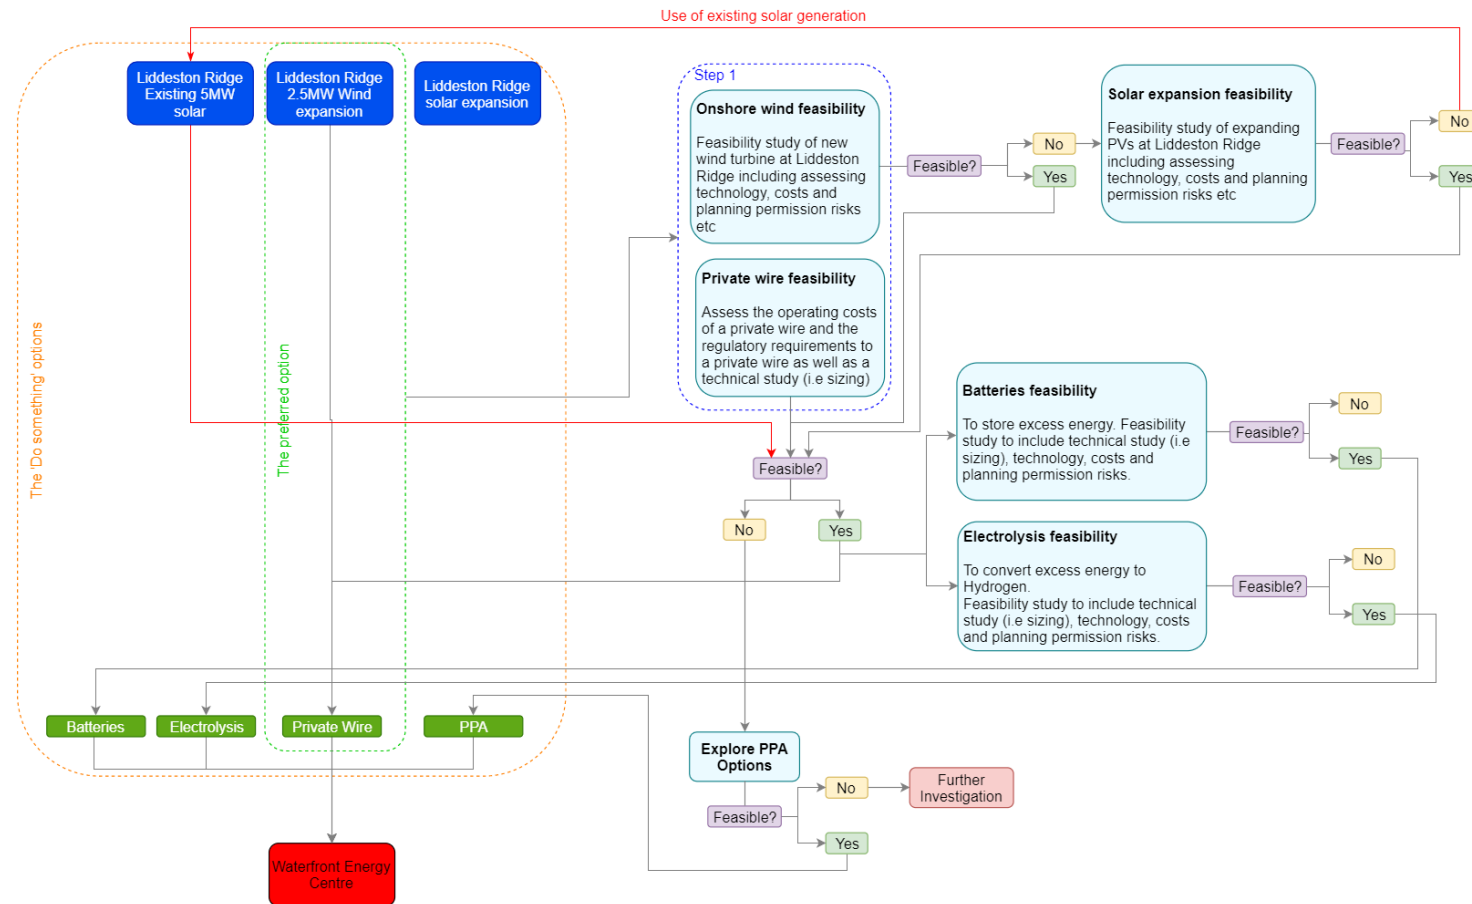 Use of existing solar generation
Liddeston Ridge
Existing 5MW
solar
Liddeston Ridge
2.5MW Wind
expansion
Liddeston Ridge
solar expansion
The 'Do something' options
The preferred option
Step 1
Onshore wind feasibility
Feasibility study of new
wind turbine at Liddeston
Ridge including assessing
technology, costs and
planning permission risks
etc
Feasible?
No
Yes
Solar expansion feasibility
Feasibility study of expanding
PVs at Liddeston Ridge
including assessing
technology, costs and planning
permission risks etc
Feasible?
No
Yes
Private wire feasibility
Assess the operating costs
of a private wire and the
regulatory requirements to
a private wire as well as a
technical study (i.e sizing)
Feasible?
No
Yes
Batteries feasibility
To store excess energy. Feasibility
study to include technical study (i.e
sizing), technology, costs and
planning permission risks.
Feasible?
No
Yes
Electrolysis feasibility
To convert excess energy to
Hydrogen.
Feasibility study to include technical
study (i.e sizing), technology, costs
and planning permission risks.
Feasible?
No
Yes
Batteries
Electrolysis
Private Wire
PPA
Explore PPA
Options
Feasible?
No
Yes
Further
Investigation
Waterfront Energy
Centre